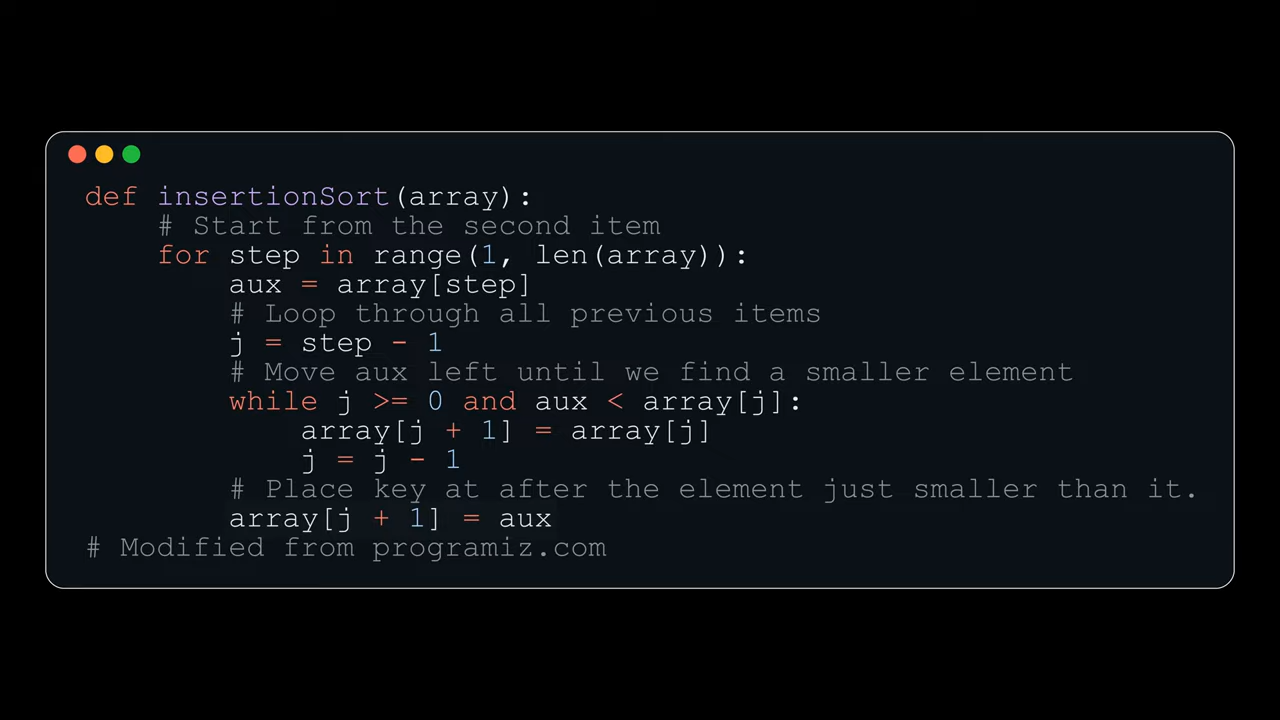 def insertionSort(array):
    # Start from the second item
    for step in range(1, len(array)):
        aux = array[step]
        # Loop through all previous items
        j = step - 1
        # Move aux left until we find a smaller element
        while j >= 0 and aux < array[j]:
            array[j + 1] = array[j]
            j = j - 1
        # Place key at after the element just smaller than it.
        array[j + 1] = aux
# Modified from programiz.com